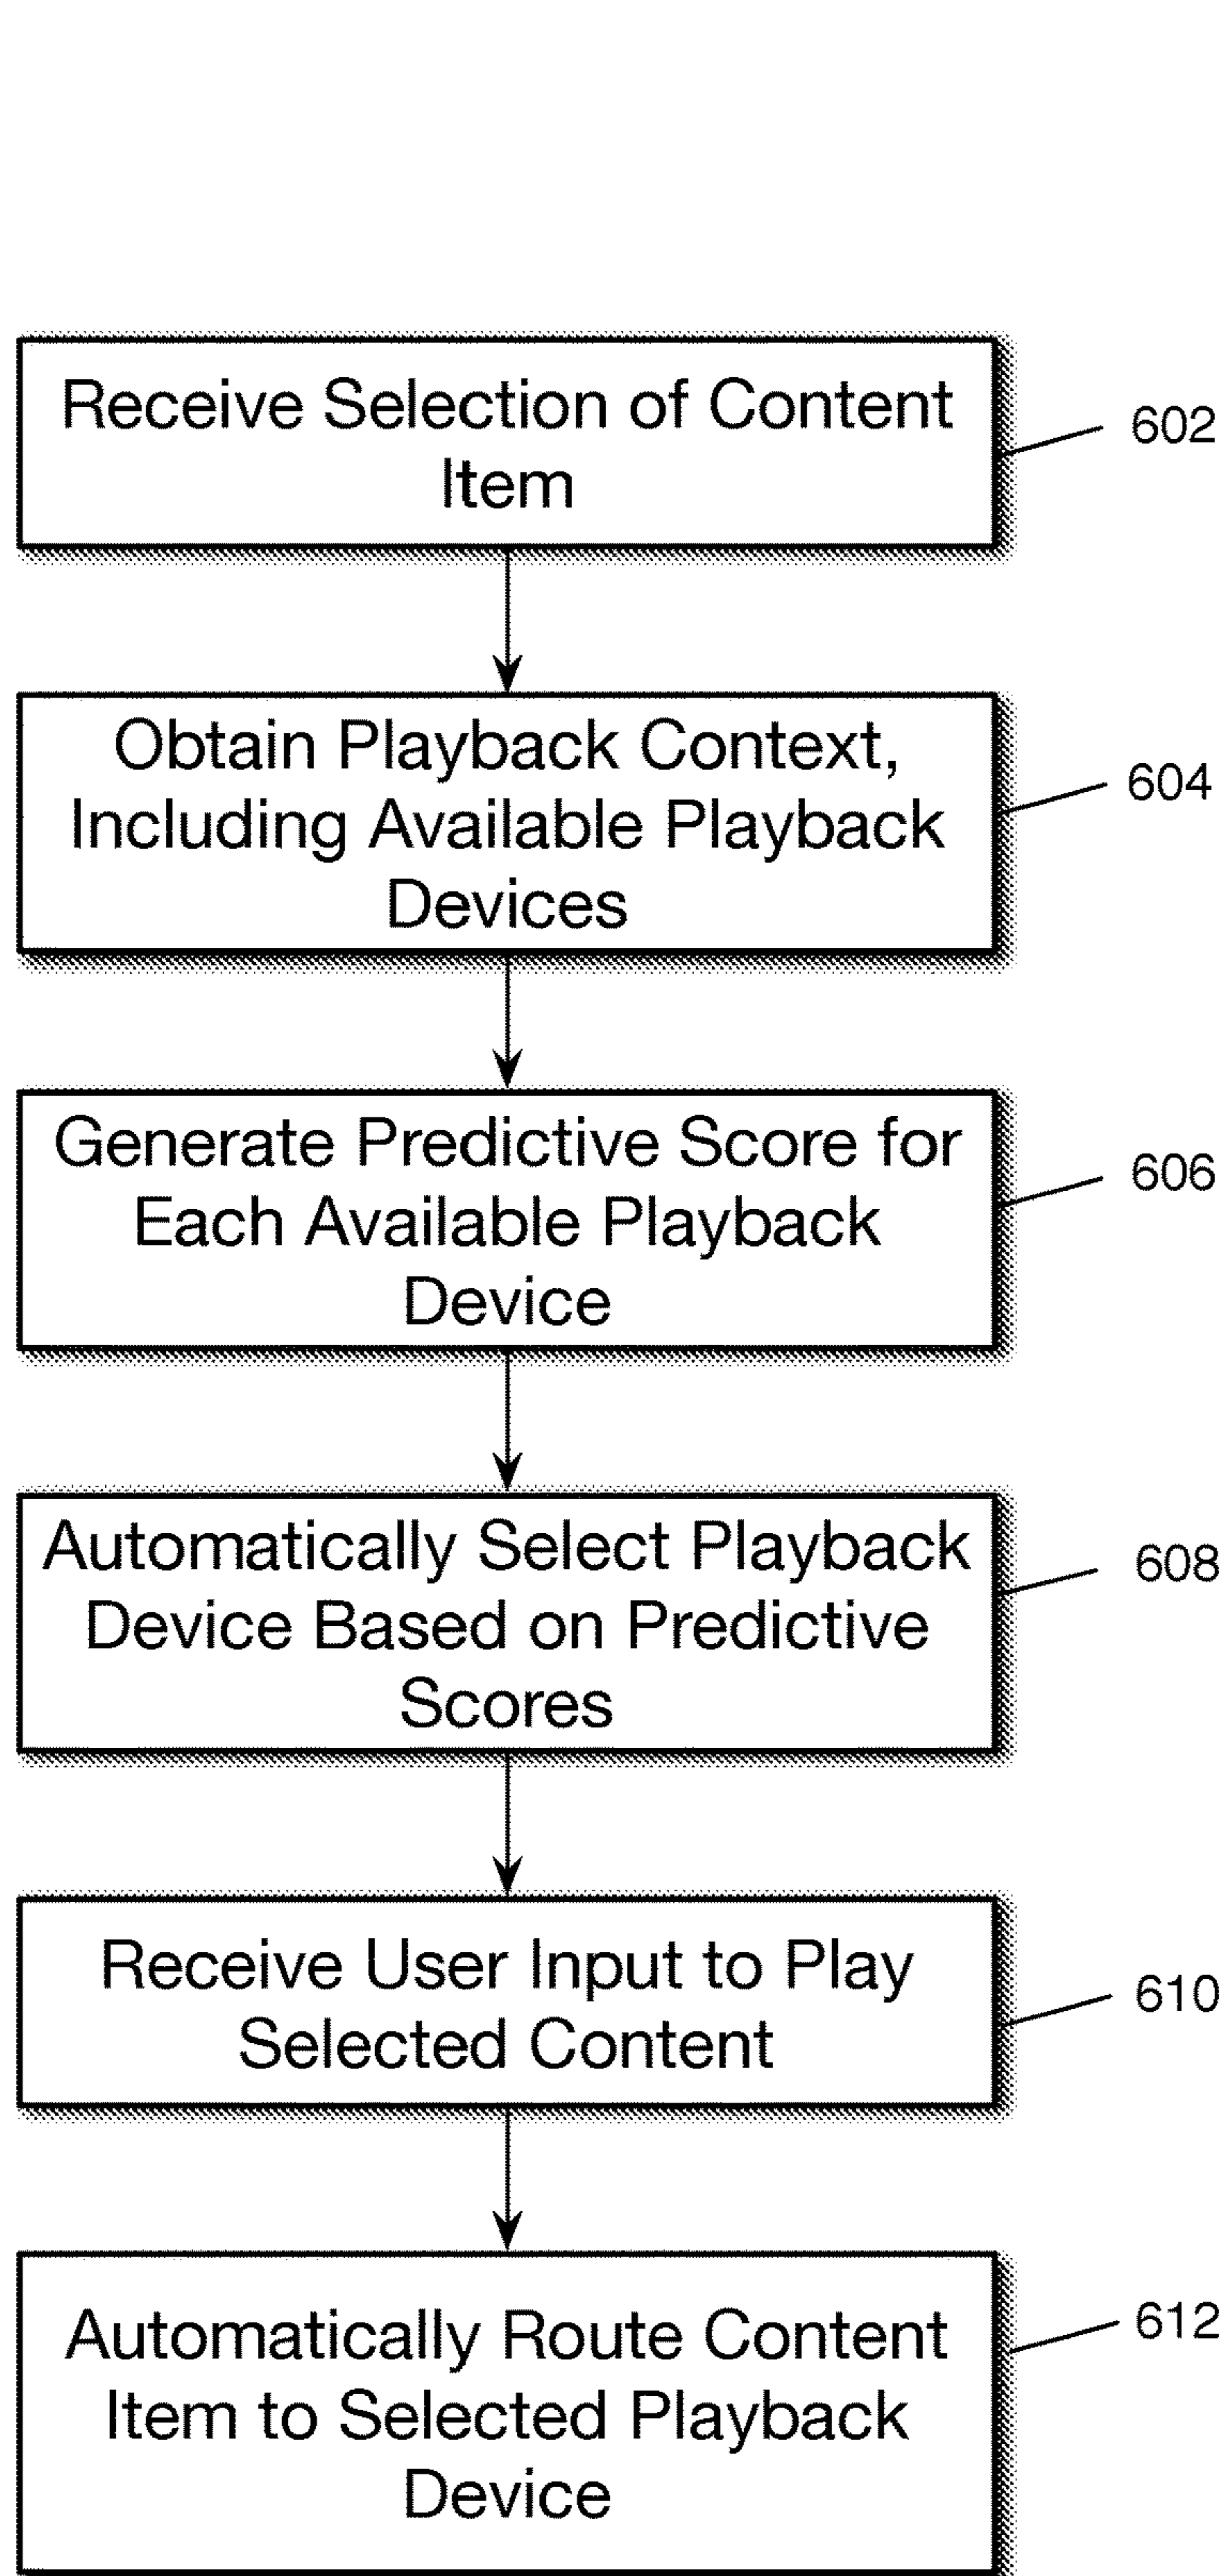 Receive Selection of Content
Item
602
Obtain Playback Context,
Including Available Playback
Devices
604
Generate Predictive Score for
Each Available Playback
Device
606
Automatically Select Playback
Device Based on Predictive
Scores
608
Receive User Input to Play
Selected Content
610
Automatically Route Content
Item to Selected Playback
Device
612